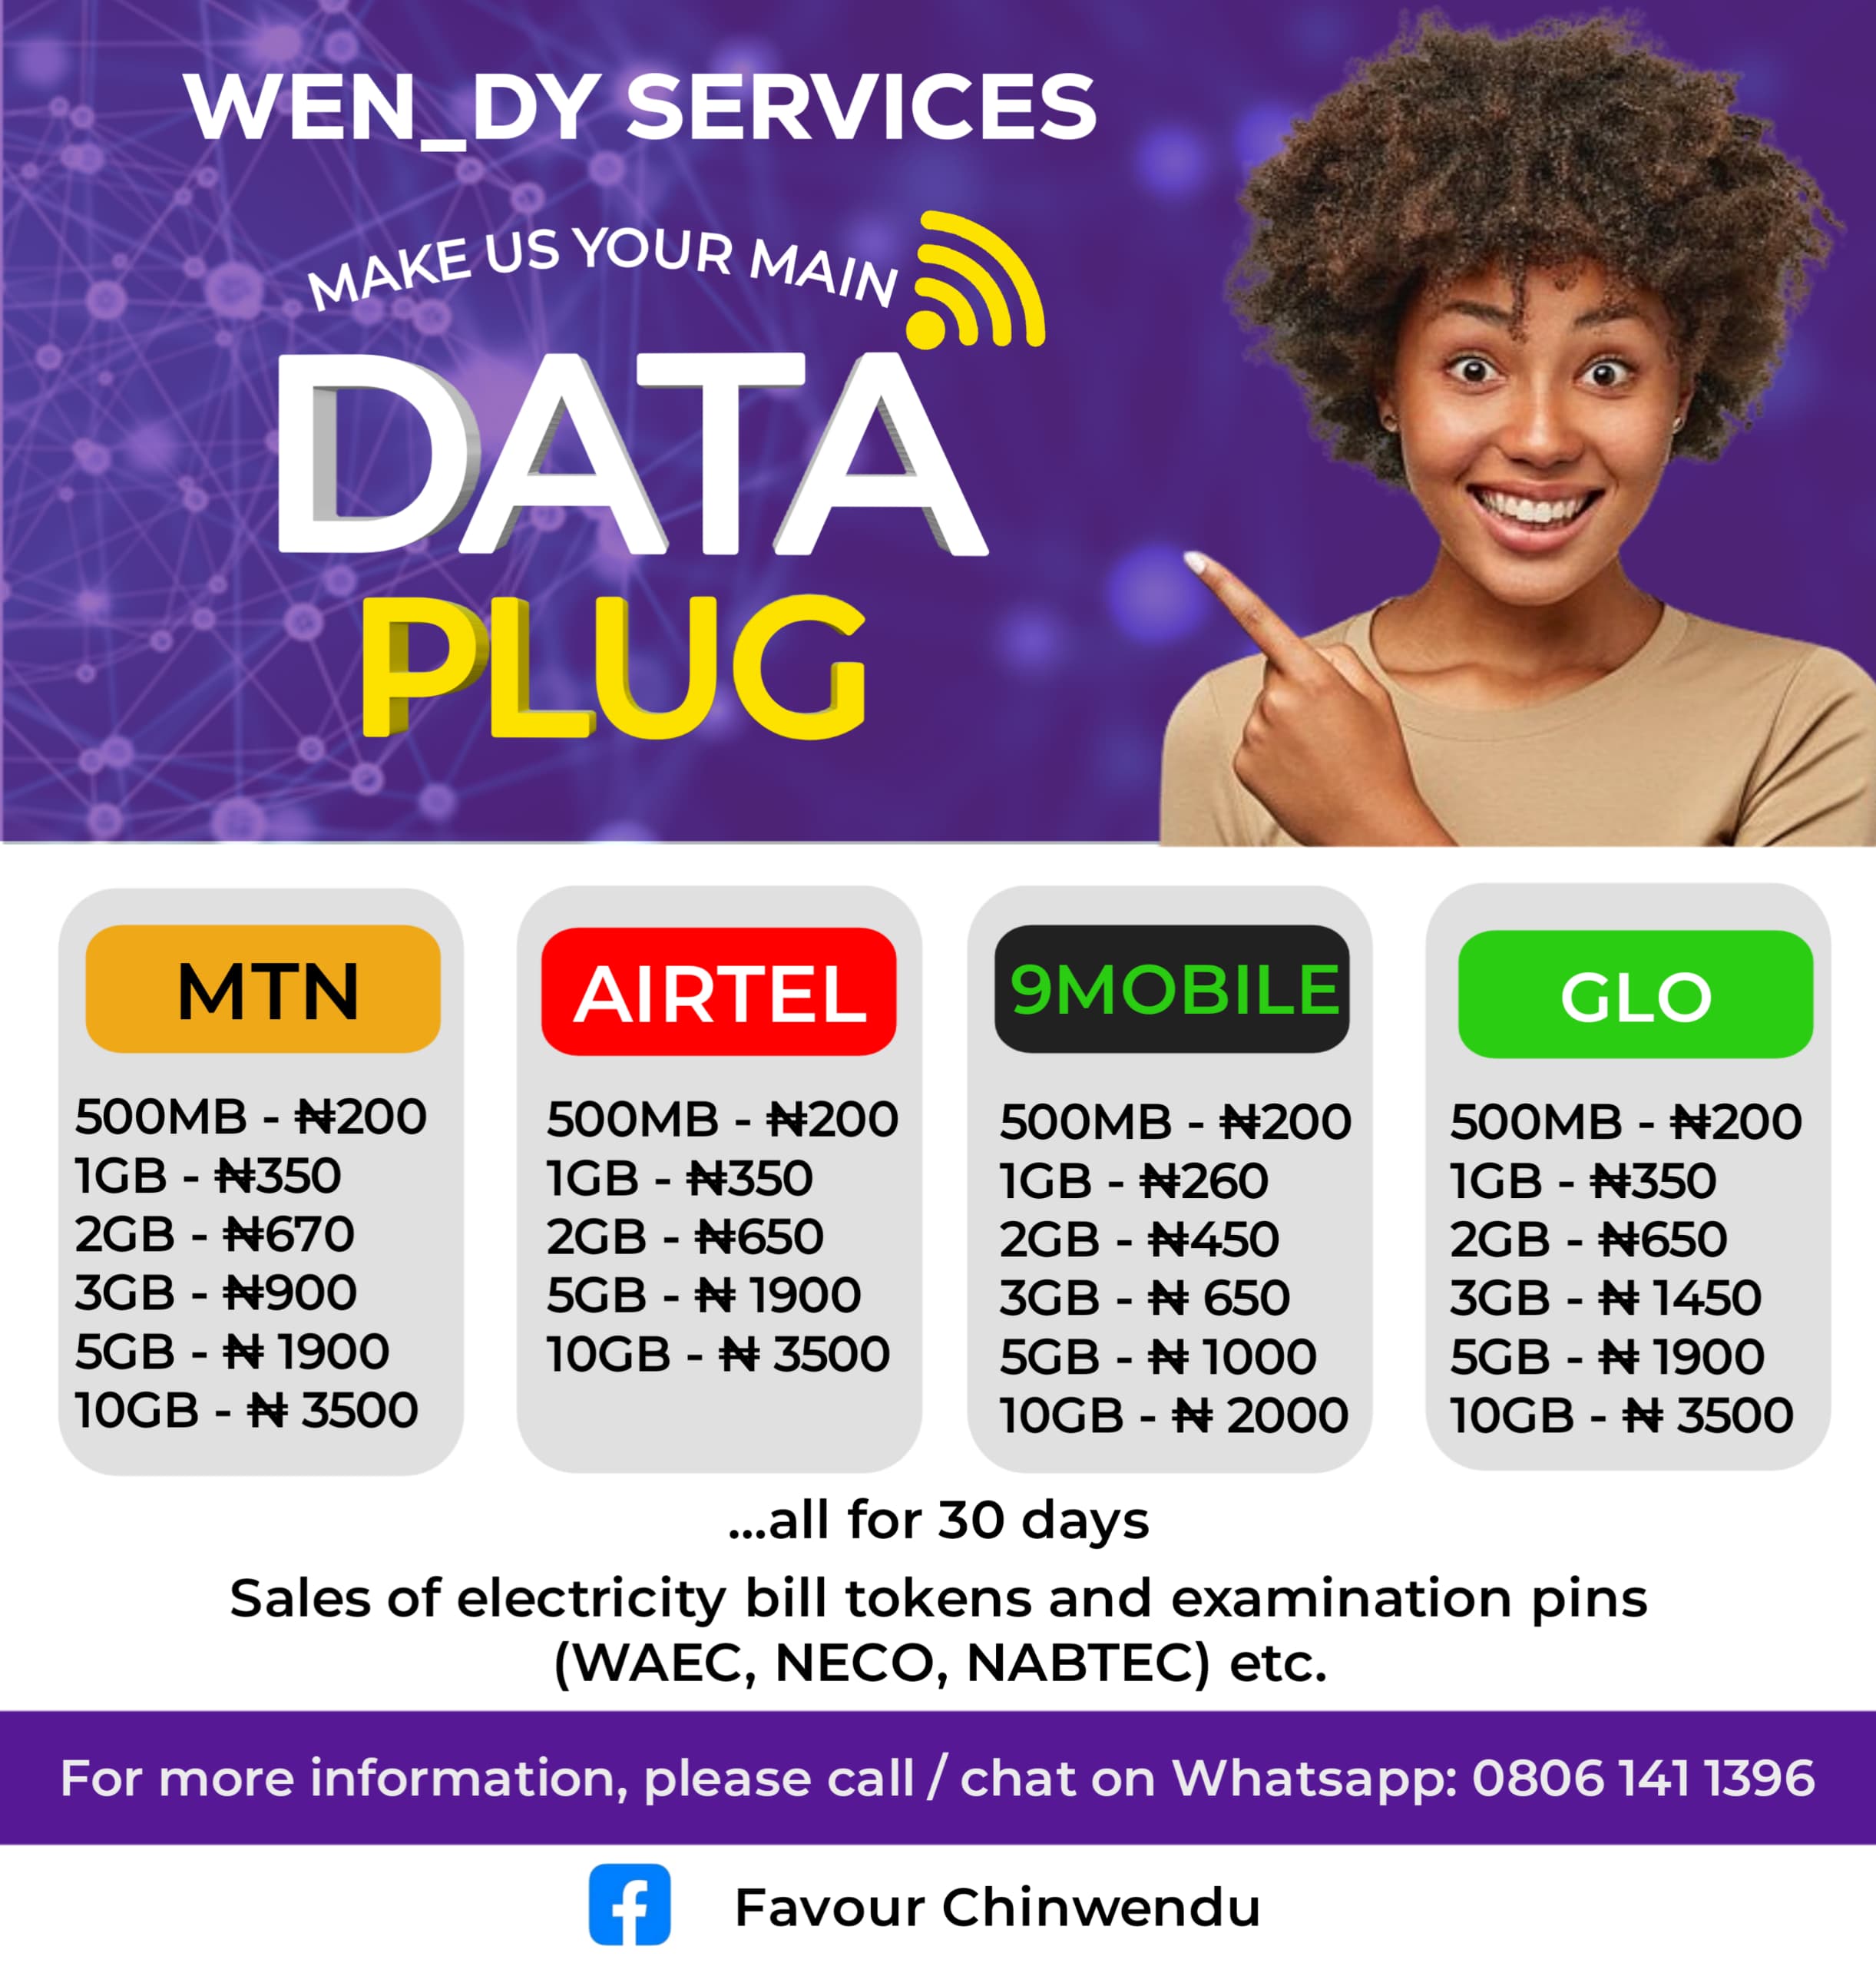 WEN_DY SERVICES
MAKE US YOUR MAIN
DATA
PLUG
MTN
500MB - ₦200
1GB - ₦350
2GB - ₦670
3GB - ₦900
5GB - ₦ 1900
10GB - ₦ 3500
AIRTEL
500MB - ₦200
1GB - ₦350
2GB - ₦650
5GB - ₦ 1900
10GB - ₦ 3500
9MOBILE
500MB - ₦200
1GB - ₦260
2GB - ₦450
3GB - ₦ 650
5GB - ₦ 1000
10GB - ₦ 2000
GLO
500MB - ₦200
1GB - ₦350
2GB - ₦650
3GB - ₦ 1450
5GB - ₦ 1900
10GB - ₦ 3500
...all for 30 days
Sales of electricity bill tokens and examination pins
(WAEC, NECO, NABTEC) etc.
For more information, please call / chat on Whatsapp: 0806 141 1396
f Favour Chinwendu